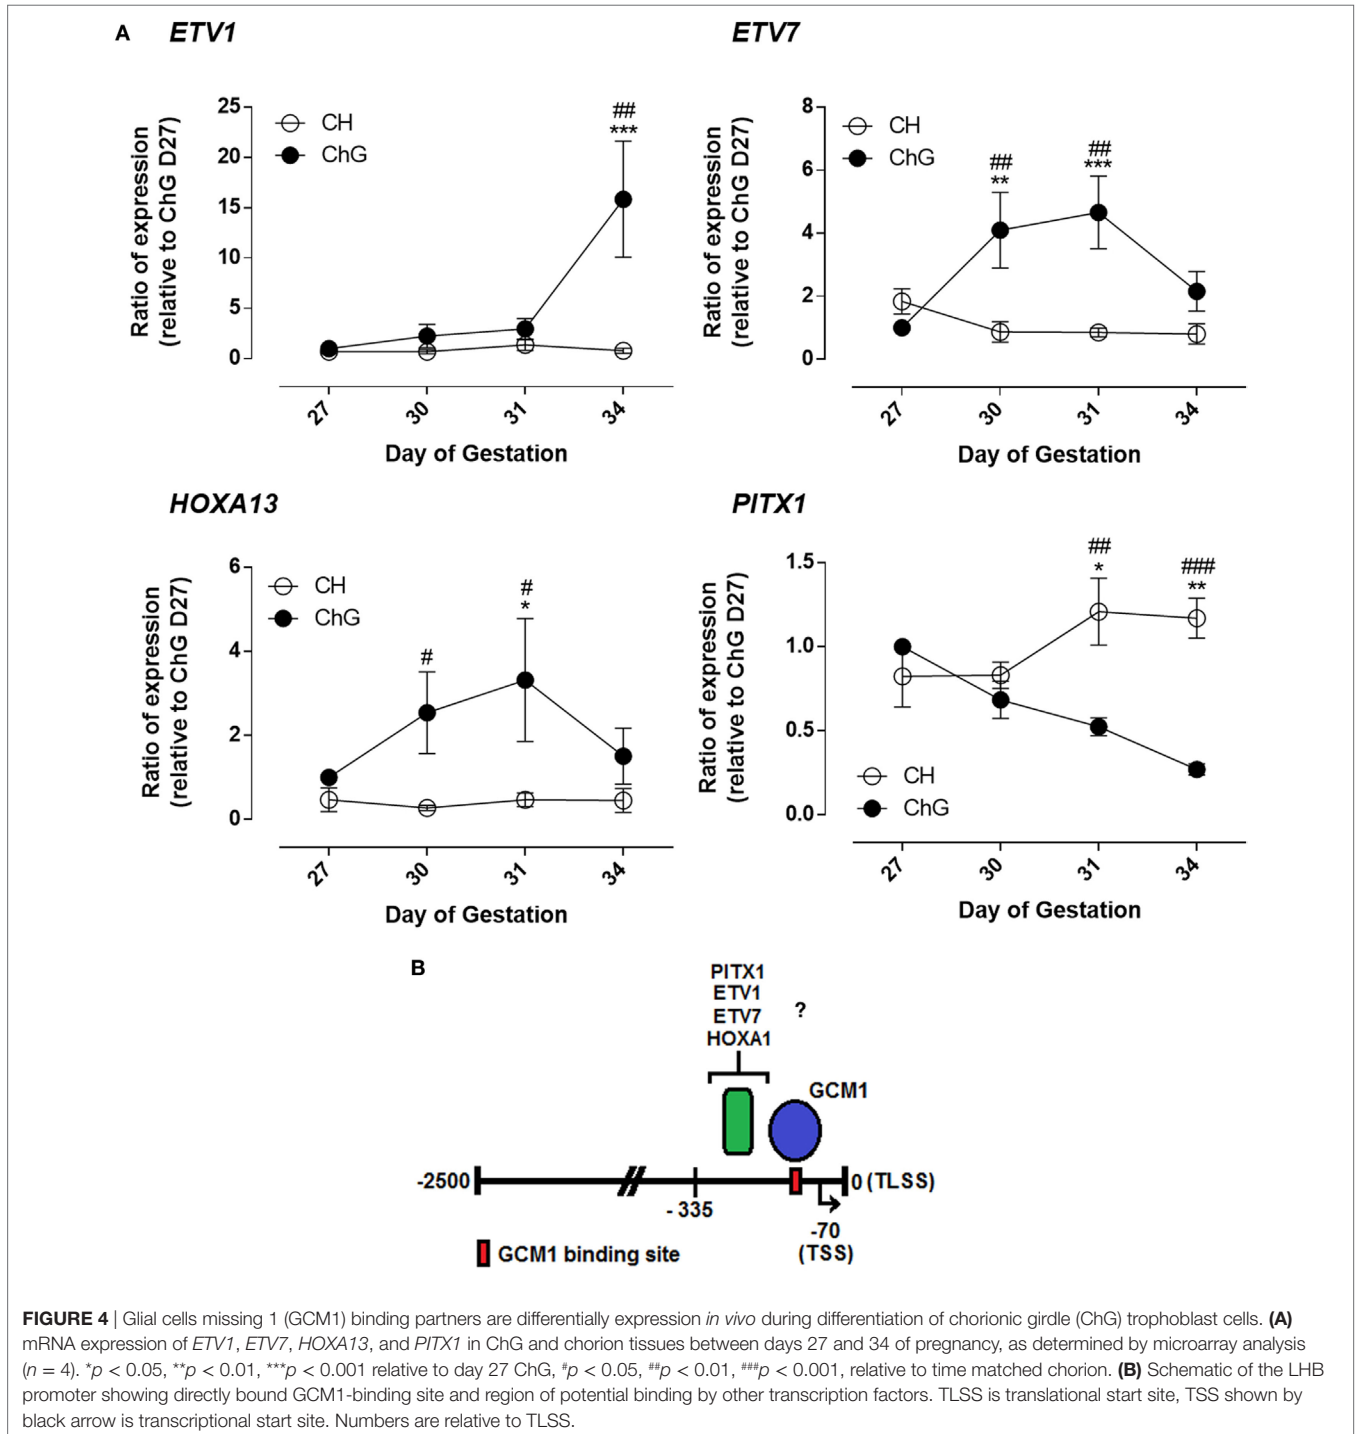 A ETV1
25
20
15
10
5
0
Ratio of expression
(relative to ChG D27)
CH
ChG
##
***
27 30 31 34
Day of Gestation
ETV7
8
6
4
2
0
Ratio of expression
(relative to ChG D27)
CH
ChG
##
**
##
***
27 30 31 34
Day of Gestation
HOXA13
6
4
2
0
Ratio of expression
(relative to ChG D27)
CH
ChG
#
#
*
27 30 31 34
Day of Gestation
PITX1
1.5
1.0
0.5
0.0
Ratio of expression
(relative to ChG D27)
##
*
###
**
CH
ChG
27 30 31 34
Day of Gestation
B
PITX1
ETV1
ETV7 ?
HOXA1
GCM1
-2500 0 (TLSS)
- 335
-70
(TSS)
GCM1 binding site
FIGURE 4 | Glial cells missing 1 (GCM1) binding partners are differentially expression in vivo during differentiation of chorionic girdle (ChG) trophoblast cells. (A)
mRNA expression of ETV1, ETV7, HOXA13, and PITX1 in ChG and chorion tissues between days 27 and 34 of pregnancy, as determined by microarray analysis
(n = 4). *p < 0.05, **p < 0.01, ***p < 0.001 relative to day 27 ChG, #p < 0.05, ##p < 0.01, ###p < 0.001, relative to time matched chorion. (B) Schematic of the LHB
promoter showing directly bound GCM1-binding site and region of potential binding by other transcription factors. TLSS is translational start site, TSS shown by
black arrow is transcriptional start site. Numbers are relative to TLSS.